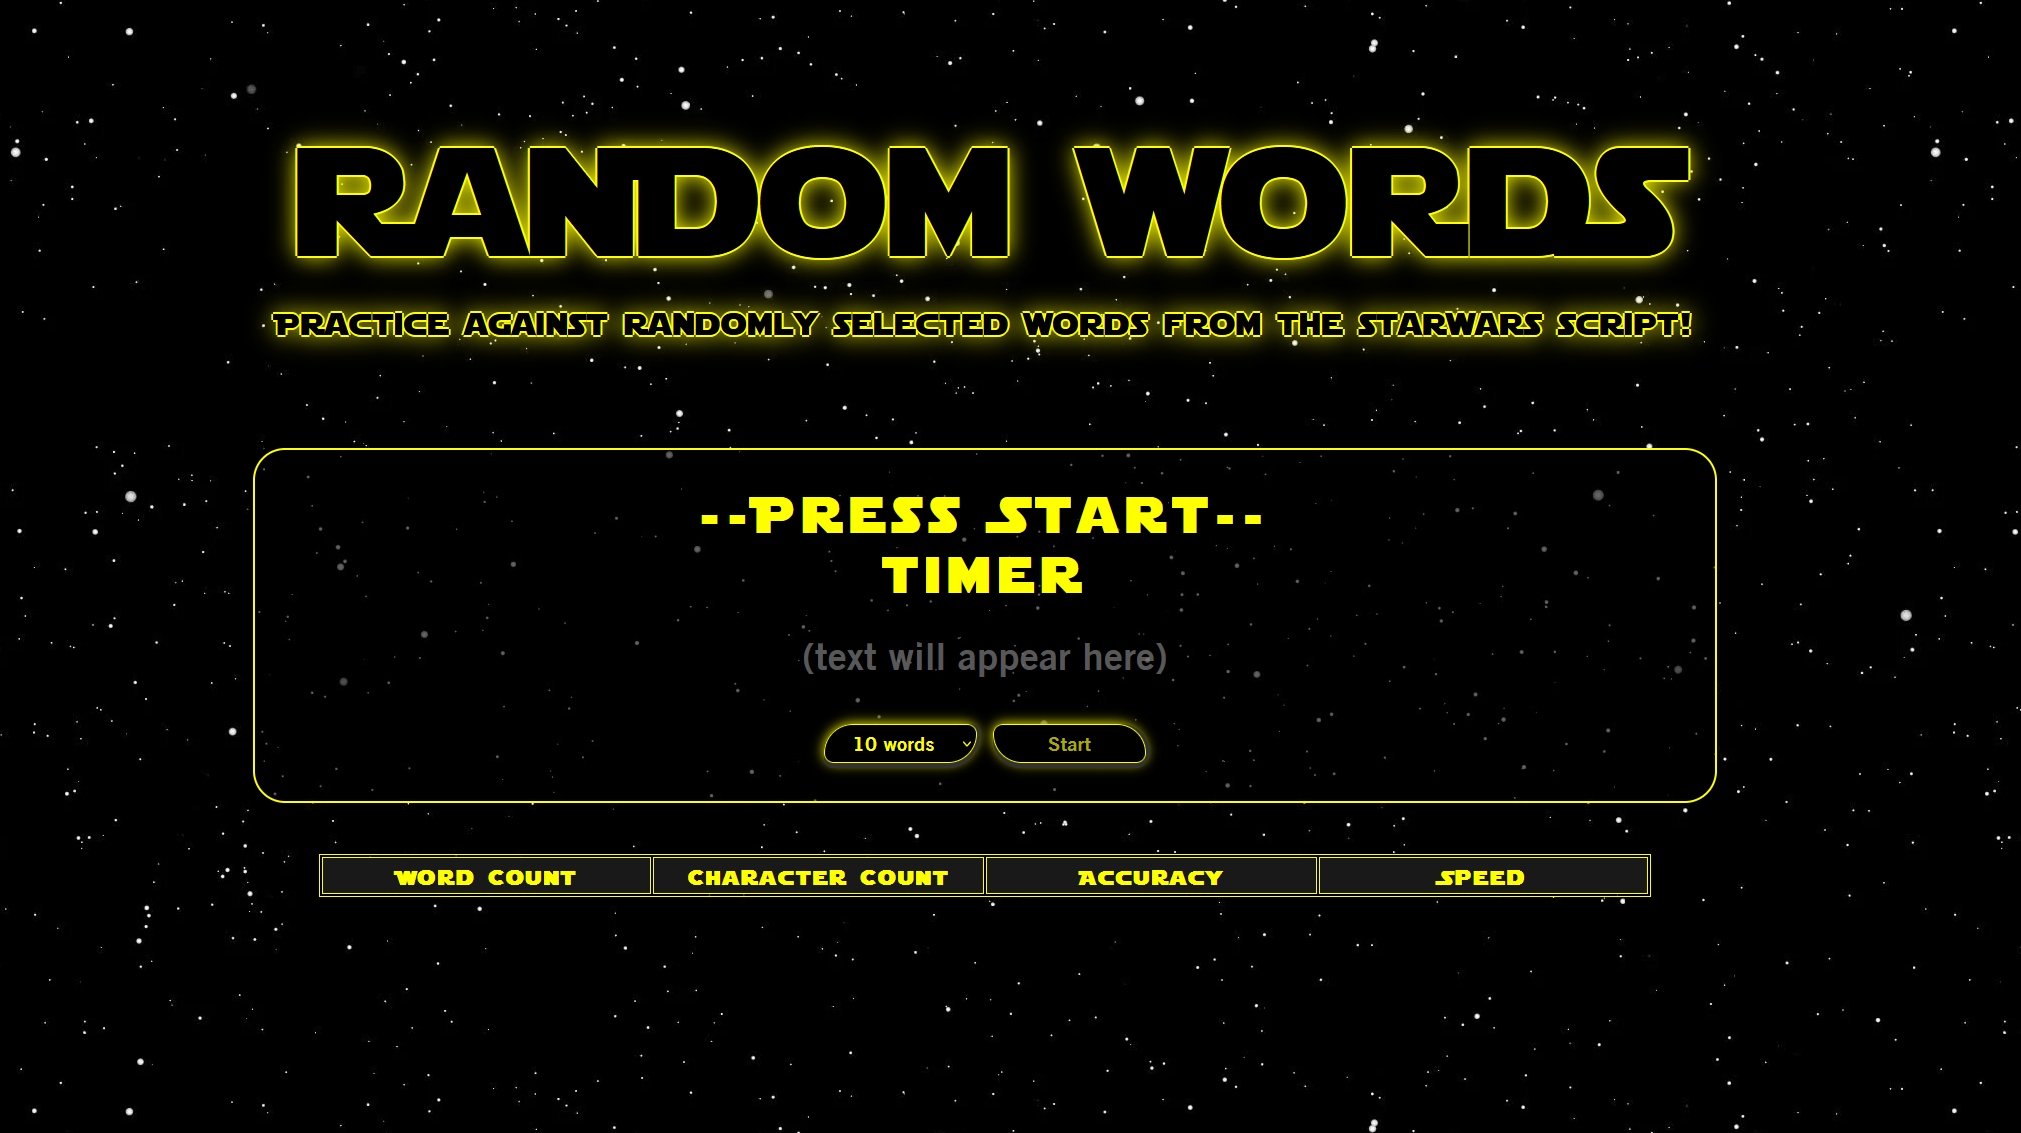 RANDOM WORDS
PRACTICE AGAINST RANDOMLY SELECTED WORDS FROM THE STARWARS SCRIPT!
--PRESS START--
TIMER
(text will appear here)
10 words Start
WORD COUNT CHARACTER COUNT ACCURACY SPEED